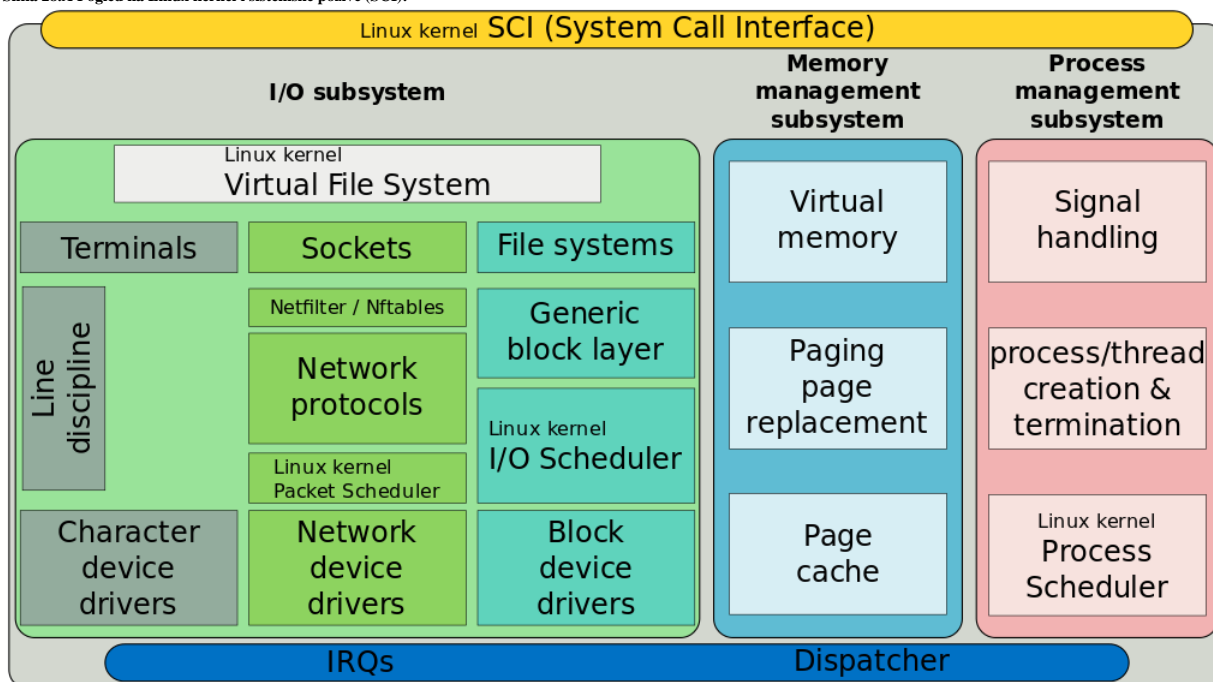 Linux kernel SCI (System Call Interface)
I/O subsystem
Memory
management
subsystem
Process
management
subsystem
Linux kernel
Virtual File System
Terminals
Sockets
File systems
Line
discipline
Netfilter / Nftables
Network
protocols
Linux kernel
Packet Scheduler
Generic
block layer
Linux kernel
I/O Scheduler
Character
device
drivers
Network
device
drivers
Block
device
drivers
Virtual
memory
Paging
page
replacement
Page
cache
Signal
handling
process/thread
creation &
termination
Linux kernel
Process
Scheduler
IRQs
Dispatcher